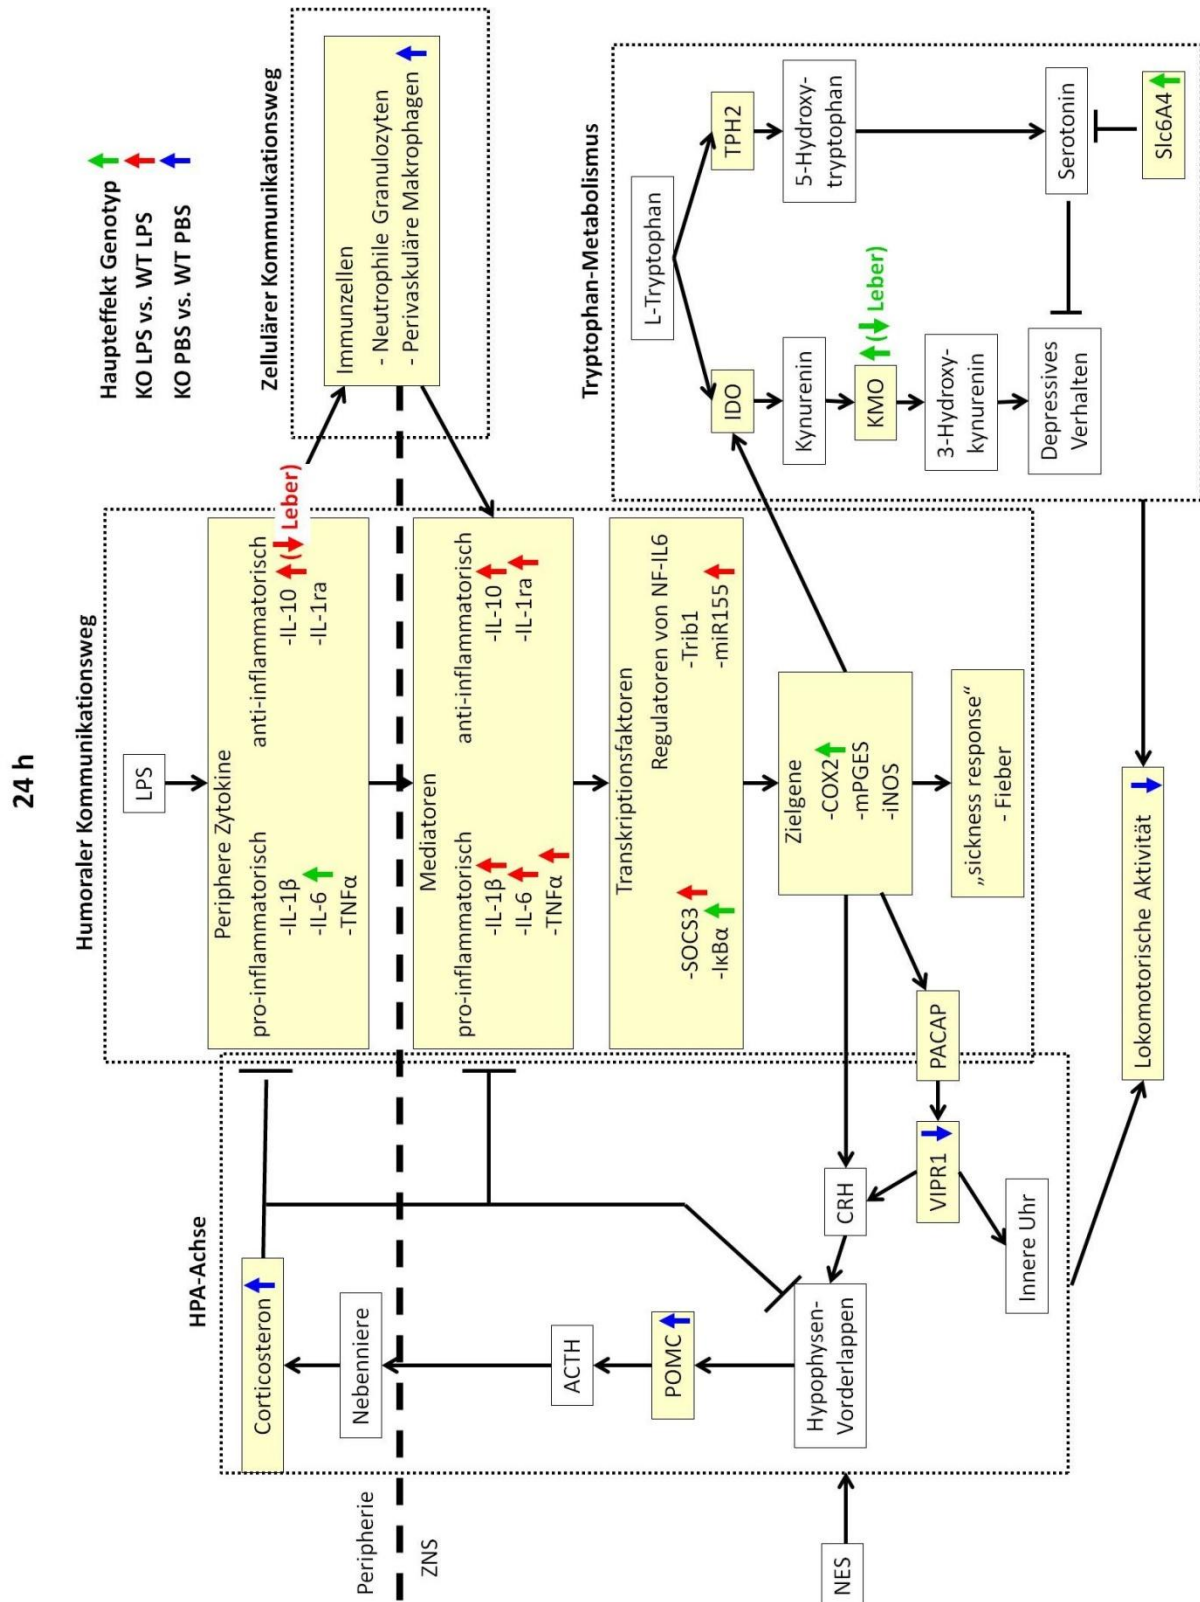 24 h
Humoraler Kommunikationsweg
Hauptteffekt Genotyp
KO LPS vs. WT LPS
KO PBS vs. WT PBS
HPA-Achse
Corticosteron
Nebenniere
Peripherie
ZNS
ACTH
POMC
Hypophysen-
Vorderlappen
CRH
VIPR1
PACAP
Innere Uhr
NES
LPS
Periphere Zytokine
pro-inflammatorisch
-IL-1β
-IL-6
-TNFα
anti-inflammatorisch
-IL-10
(Leber)
-IL-1ra
Mediatoren
pro-inflammatorisch
-IL-1β
-IL-6
-TNFα
anti-inflammatorisch
-IL-10
-IL-1ra
Transkriptionsfaktoren
-SOCS3
-IκBα
Regulatoren von NF-IL6
-Trib1
-miR155
Zielgene
-COX2
-mPGES
-iNOS
„sickness response“
- Fieber
Lokomotorische Aktivität
Zellulärer Kommunikationsweg
Immunzellen
- Neutrophile Granulozyten
- Perivaskuläre Makrophagen
Tryptophan-Metabolismus
L-Tryptophan
IDO
TPH2
Kynurenin
5-Hydroxy-
tryptophan
KMO
(Leber)
3-Hydroxy-
kynurenin
Depressives
Verhalten
Serotonin
Slc6A4